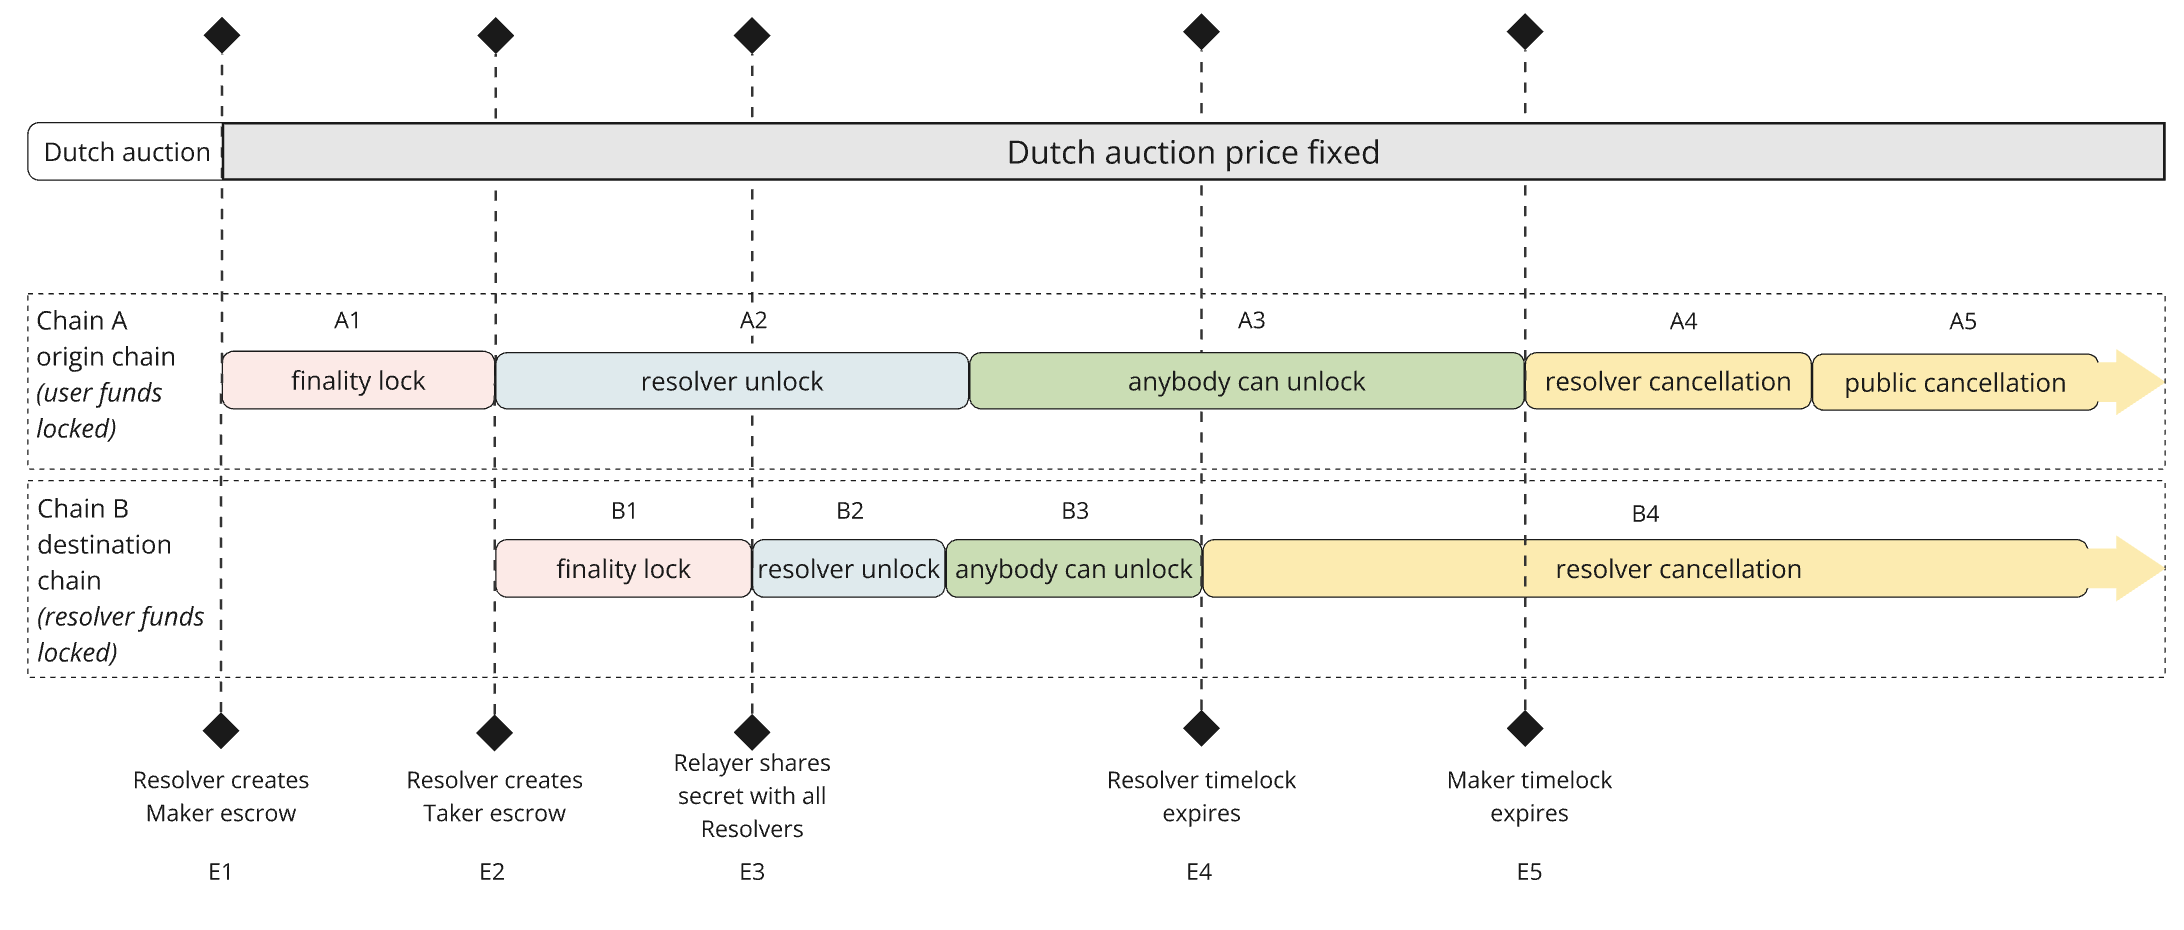 Dutch auction
Dutch auction price fixed
Chain A
origin chain
(user funds
locked)
A1
A2
A3
A4
A5
finality lock
resolver unlock
anybody can unlock
resolver cancellation
public cancellation
Chain B
destination
chain
(resolver funds
locked)
B1
B2
B3
B4
finality lock
resolver unlock
anybody can unlock
resolver cancellation
Resolver creates
Maker escrow
E1
Resolver creates
Taker escrow
E2
Relayer shares
secret with all
Resolvers
E3
Resolver timelock
expires
E4
Maker timelock
expires
E5